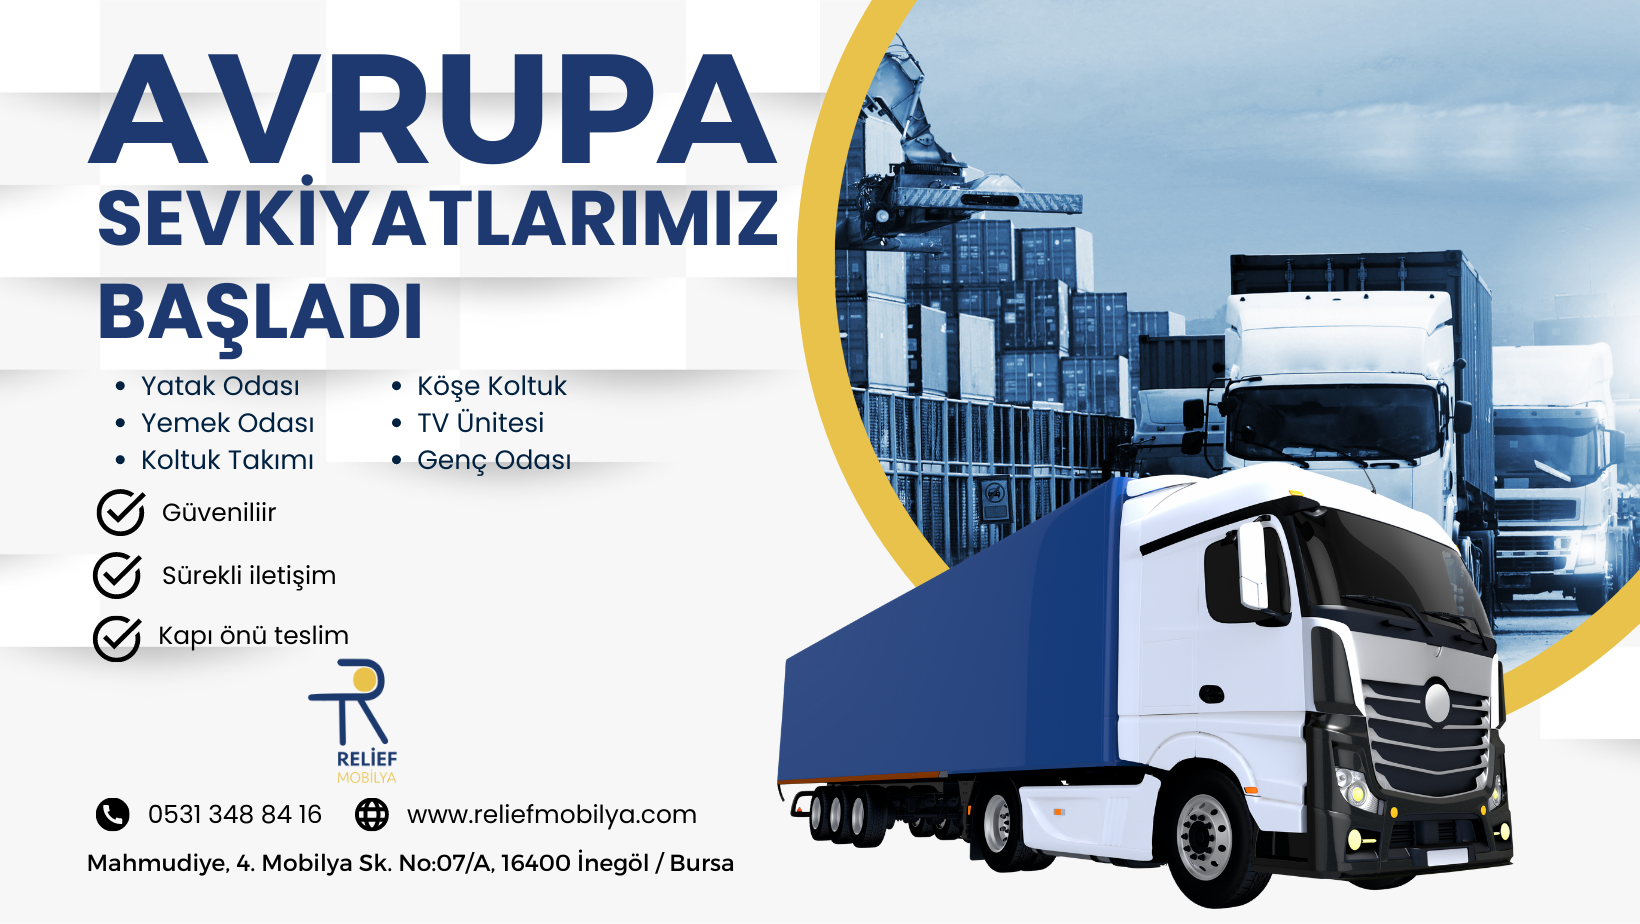 AVRUPA
SEVKİYATLARIMIZ
BAŞLADI
Yatak Odası
Yemek Odası
Koltuk Takımı
Köşe Koltuk
TV Ünitesi
Genç Odası
Güveniliir
Sürekli iletişim
Kapı önü teslim
RELİEF
MOBİLYA
0531 348 84 16
www.reliefmobilya.com
Mahmudiye, 4. Mobilya Sk. No:07/A, 16400 İnegöl / Bursa